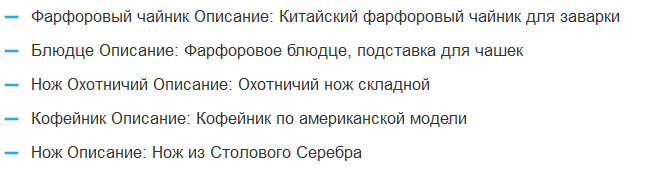 Фарфоровый чайник Описание: Китайский фарфоровый чайник для заварки
Блюдце Описание: Фарфоровое блюдце, подставка для чашек
Нож Охотничий Описание: Охотничий нож складной
Кофейник Описание: Кофейник по американской модели
Нож Описание: Нож из Столового Серебра